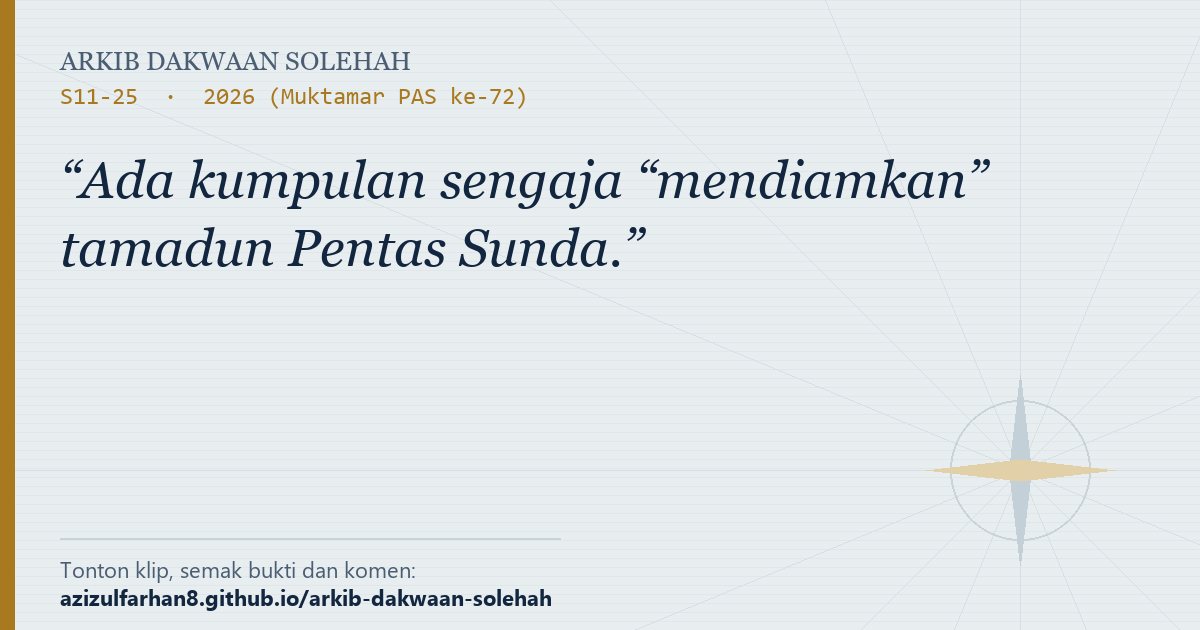 ARKIB DAKWAAN SOLEHAH
S11-25 · 2026 (Muktamar PAS ke-72)
“Ada kumpulan sengaja “mendiamkan”
tamadun Pentas Sunda.”
Tonton klip, semak bukti dan komen:
azizulfarhan8.github.io/arkib-dakwaan-solehah